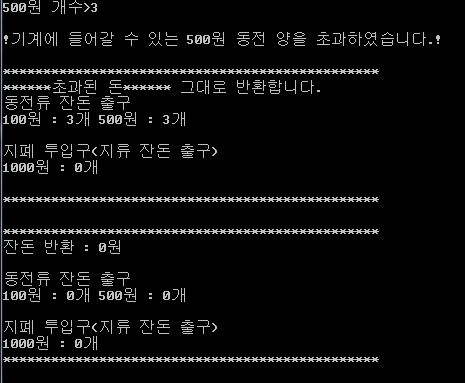 500원 개수>3
!기계에 들어갈 수 있는 500원 동전 양을 초과하였습니다.!
***********************************************
******초과된 돈****** 그대로 반환합니다.
동전류 잔돈 출구
100원 : 3개 500원 : 3개
지폐 투입구(지류 잔돈 출구)
1000원 : 0개
***********************************************
***********************************************
잔돈 반환 : 0원
동전류 잔돈 출구
100원 : 0개 500원 : 0개
지폐 투입구(지류 잔돈 출구)
1000원 : 0개
***********************************************